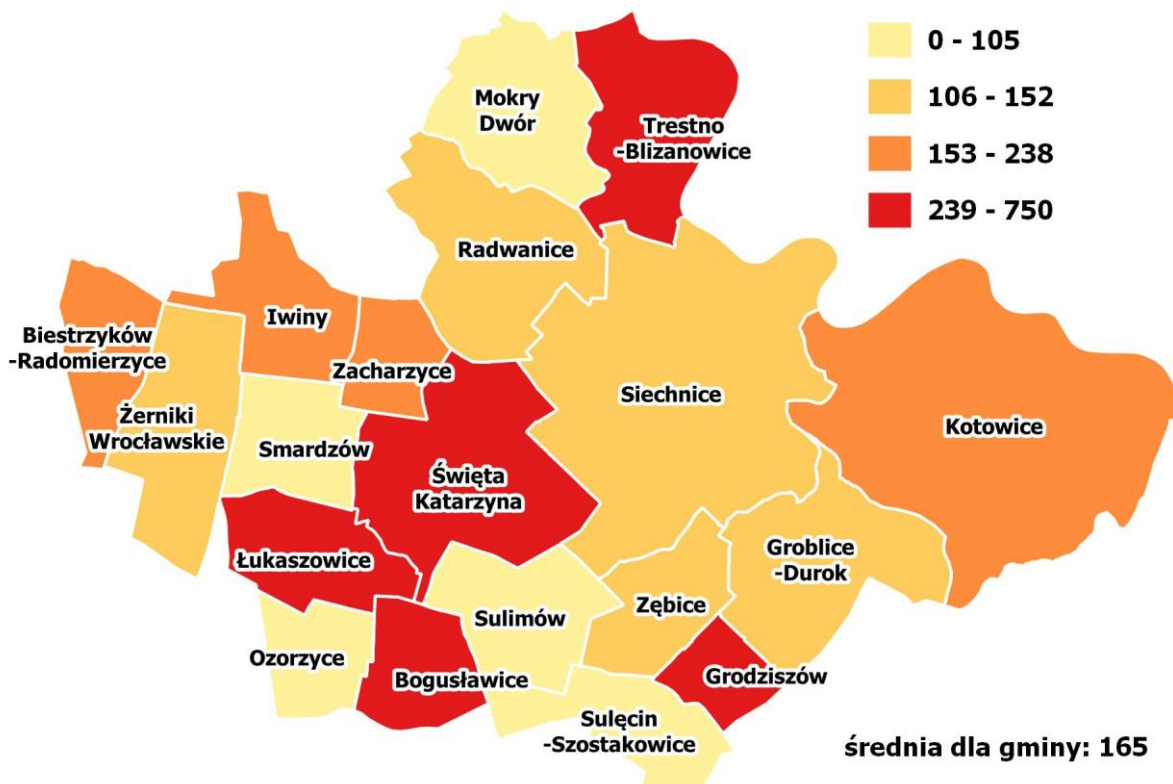 0 - 105
106 - 152
153 - 238
239 - 750
Mokry
Dwór
Trestno
-Blizanowice
Radwanice
Iwiny
Biestrzyków
-Radomierzyce
Zacharzyce
Siechnice
Żerniki
Wrocławskie
Kotowice
Smardzów
Święta
Katarzyna
Łukaszowice
Groblice
-Durok
Zębice
Sulimów
Ozorzyce
Bogusławice
Grodziszów
Sulęcin
-Szostakowice
średnia dla gminy: 165